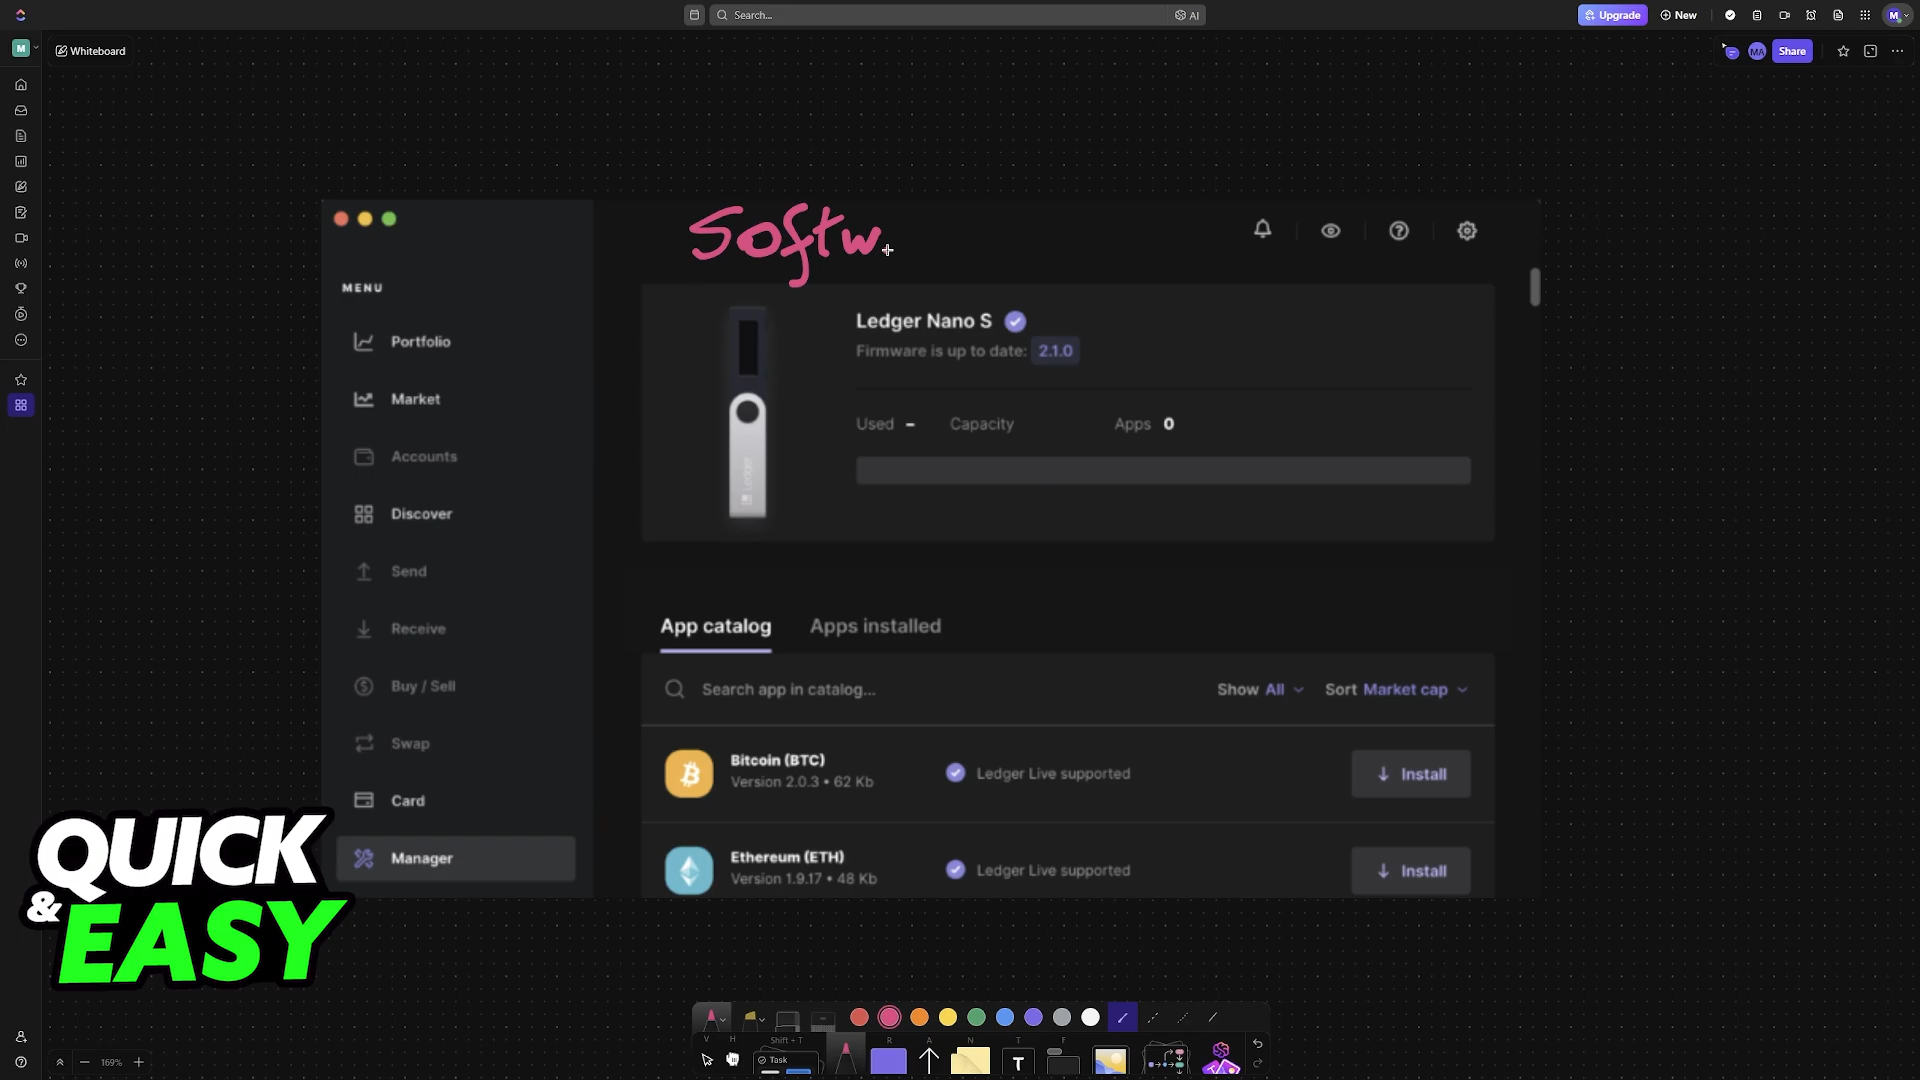 Search...
AI
Upgrade
New
M
M
Whiteboard
MA
Share
Softw
MENU
Portfolio
Market
Accounts
Discover
Send
Receive
Buy / Sell
Swap
Card
Manager
Ledger Nano S
Firmware is up to date: 2.1.0
Used – Capacity Apps 0
Ledger
App catalog Apps installed
Search app in catalog... Show All Sort Market cap
Bitcoin (BTC)
Version 2.0.3 • 62 Kb
Ledger Live supported
Install
Ethereum (ETH)
Version 1.9.17 • 48 Kb
Ledger Live supported
Install
QUICK
& EASY
V H Shift + T R A N T F
Task
T
169%